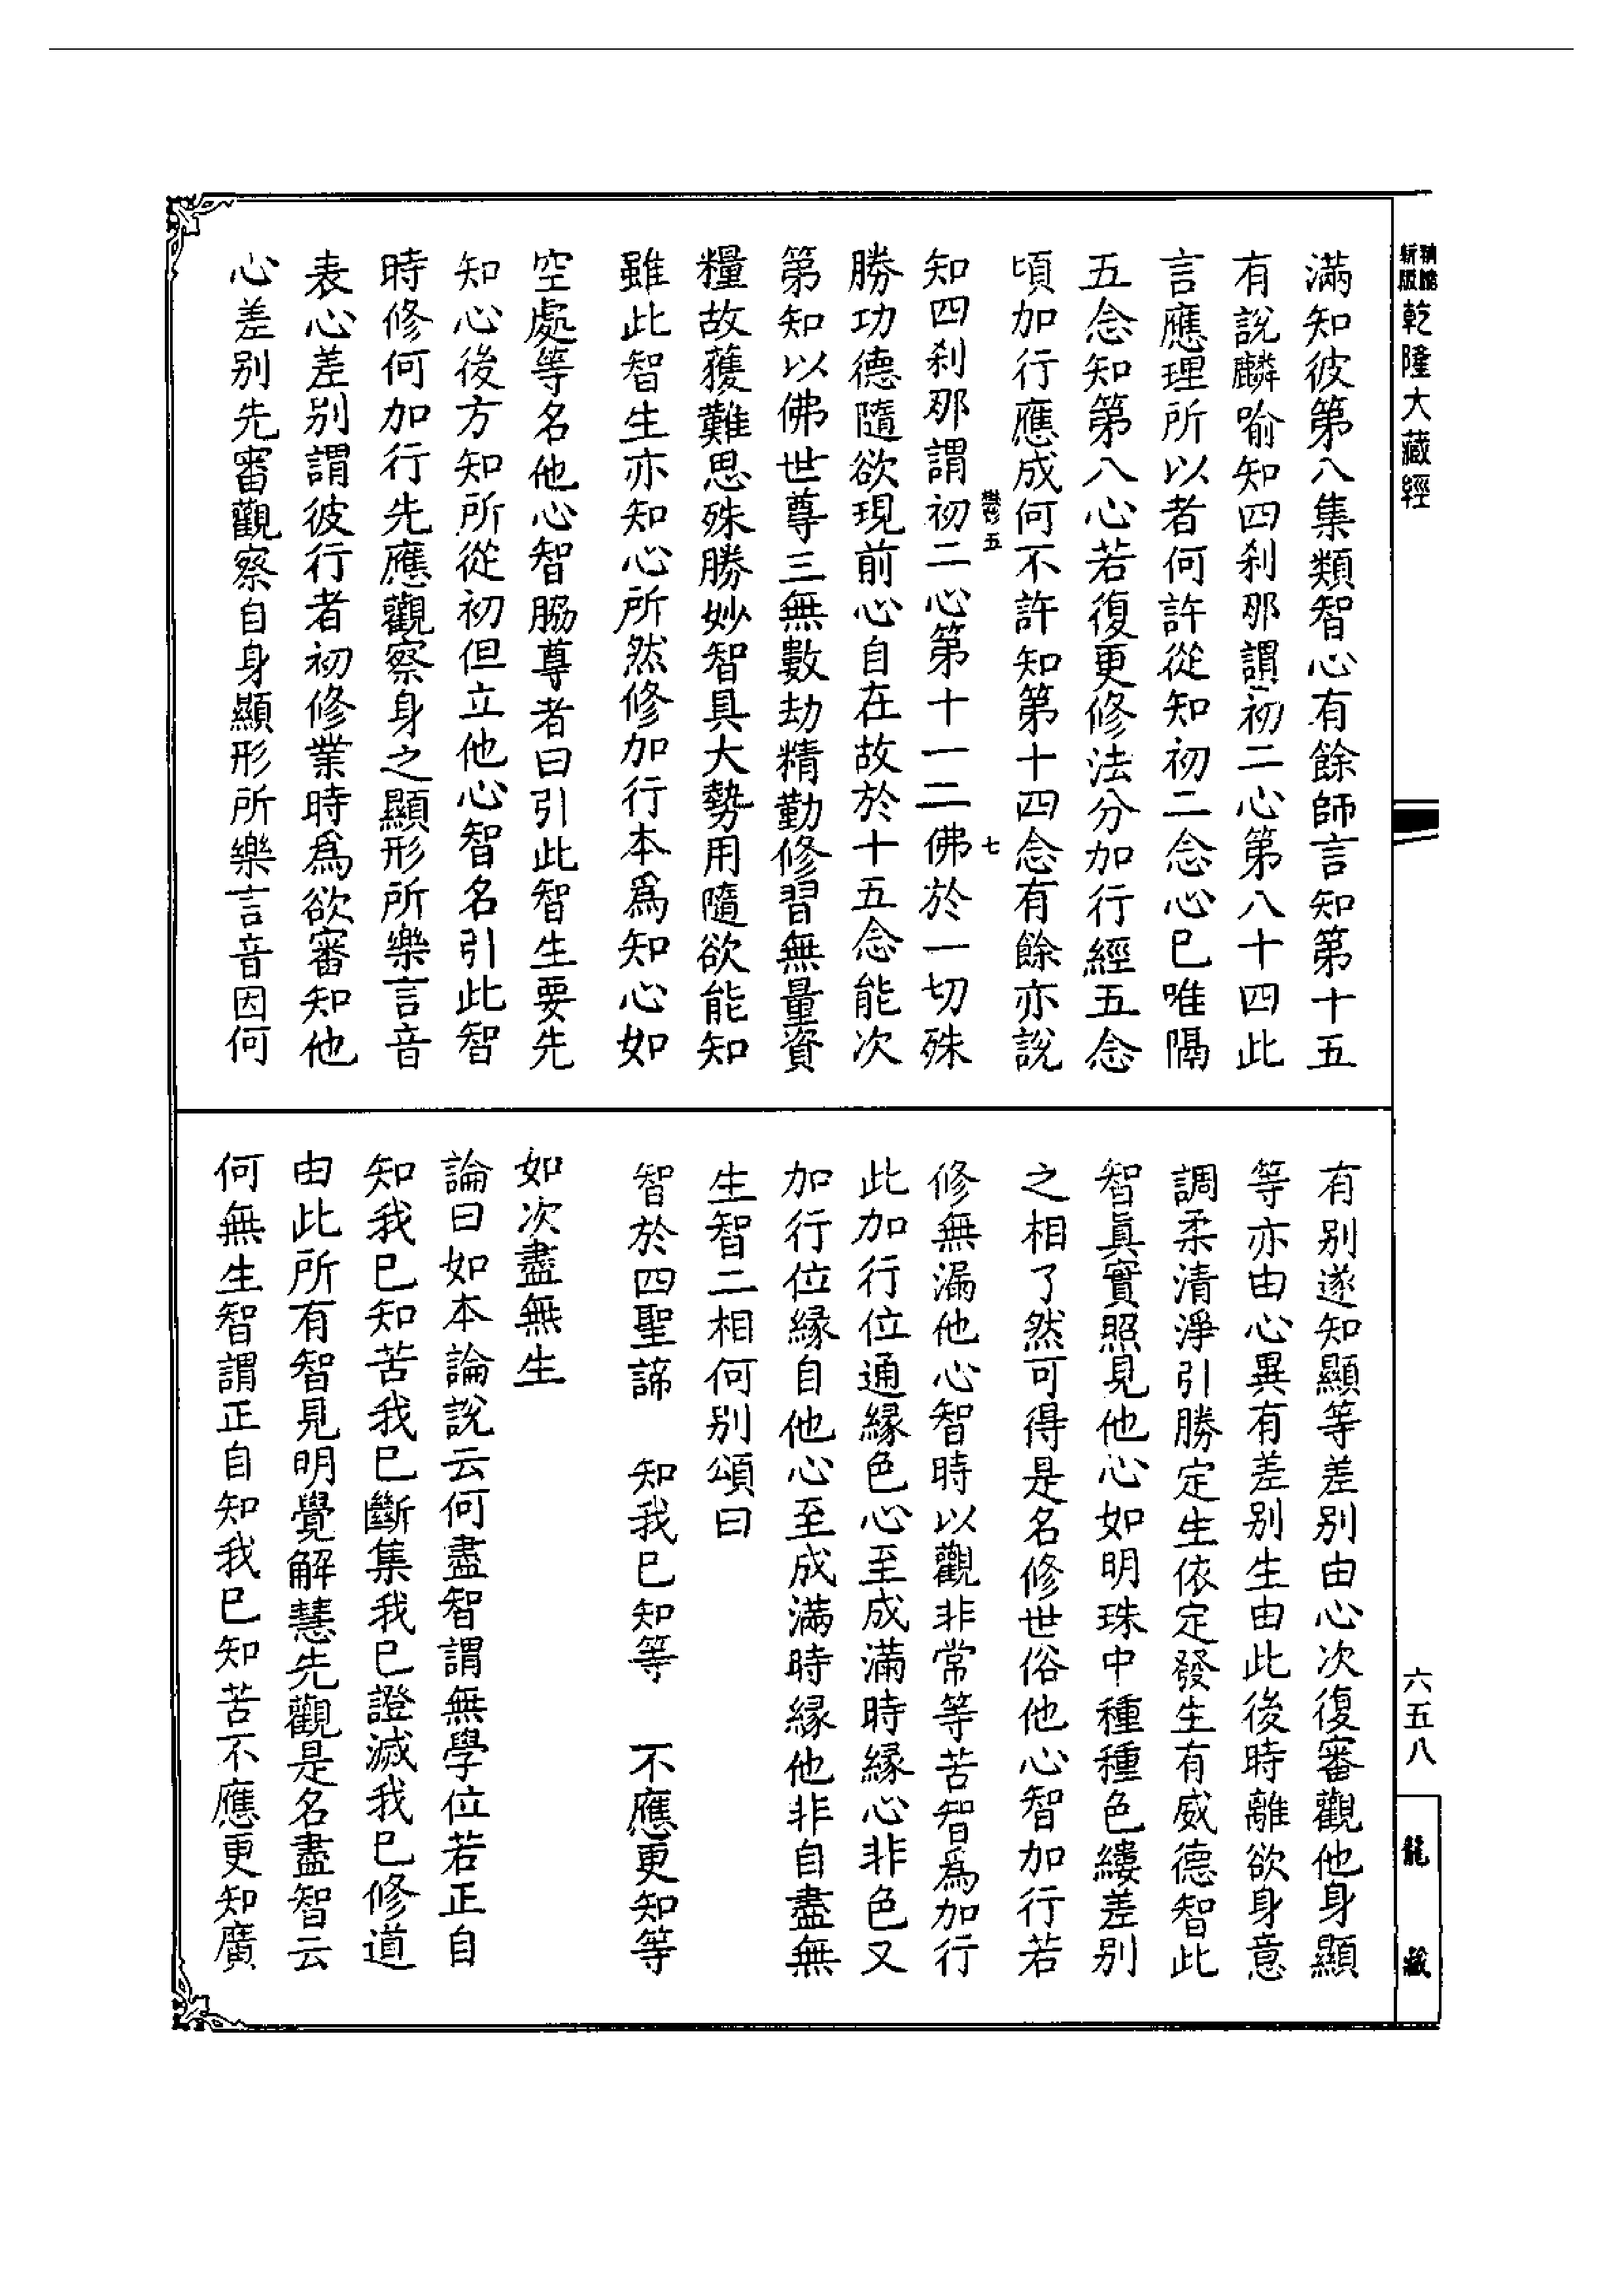 乾隆大藏經
滿知彼第八集類智心有餘師言知第十五
有說麟喻知四刹那謂初二心第八十四此
言應理所以者何許從知初二念心已唯隔
五念知第八心若復更修法分加行經五念
頃加行應成何不許知第十四念有餘亦說
五 七
知四刹那謂初二心第十一二佛於一切殊
勝功德隨欲現前心自在故於十五念能次
第知以佛世尊三無數劫精勤修習無量資
糧故獲難思殊勝妙智具大勢用隨欲能知
雖此智生亦知心所然修加行本爲知心如
空處等名他心智脇尊者曰引此智生要先
知心後方知所從初但立他心智名引此智
時修何加行先應觀察身之顯形所樂言音
表心差别謂彼行者初修業時爲欲審知他
心差别先審觀察自身顯形所樂言音因何
有别遂知顯等差别由心次復審觀他身顯
等亦由心異有差别生由此後時離欲身意
調柔清淨引勝定生依定發生有威德智此
智眞實照見他心如明珠中種種色縷差别
之相了然可得是名修世俗他心智加行若
修無漏他心智時以觀非常等苦智爲加行
此加行位通緣色心至成滿時緣心非色又
加行位緣自他心至成滿時緣他非自盡無
生智二相何别頌曰
智於四聖諦 知我已知等 不應更知等
如次盡無生
論曰如本論說云何盡智謂無學位若正自
知我已知苦我已斷集我已證滅我已修道
由此所有智見明覺解慧先觀是名盡智云
何無生智謂正自知我已知苦不應更知廣
六五八
龍藏